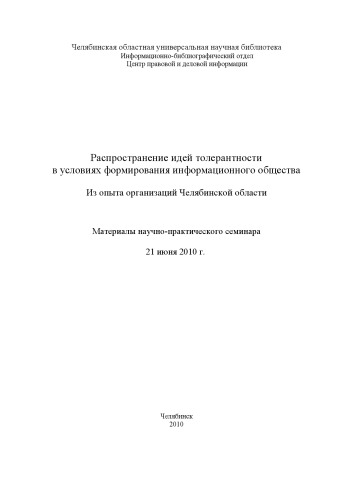 Челябинская областная универсальная научная библиотека
Информационно-библиографический отдел
Центр правовой и деловой информации
Распространение идей толерантности
в условиях формирования информационного общества
Из опыта организаций Челябинской области
Материалы научно-практического семинара
21 июня 2010 г.
Челябинск
2010